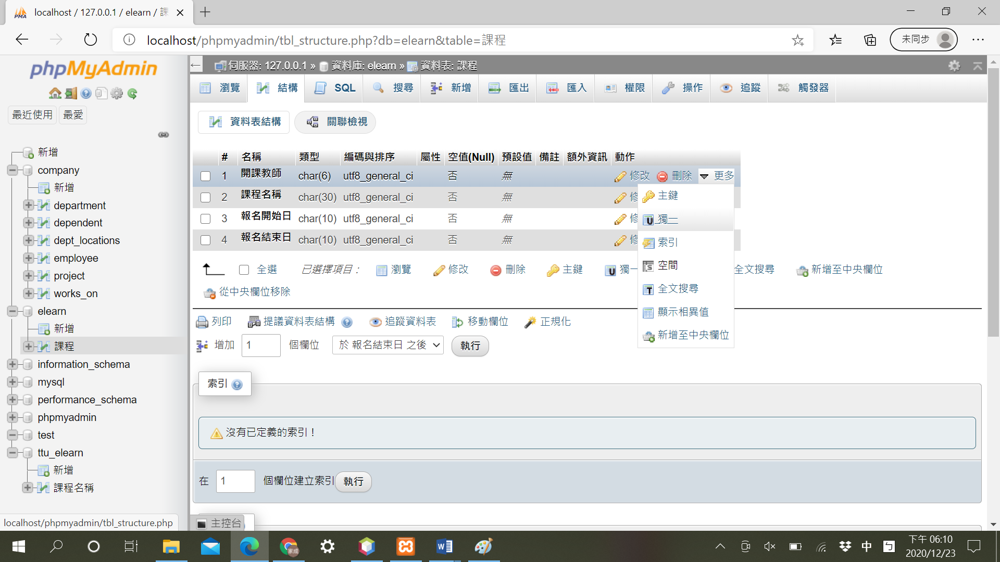 localhost / 127.0.0.1 / elearn / 課
localhost/phpmyadmin/tbl_structure.php?db=elearn&table=課程
未同步
phpMyAdmin
最近使用 最愛
新增
company
新增
department
dependent
dept_locations
employee
project
works_on
elearn
新增
課程
information_schema
mysql
performance_schema
phpmyadmin
test
ttu_elearn
新增
課程名稱
localhost/phpmyadmin/tbl_structure.php
伺服器: 127.0.0.1 » 資料庫: elearn » 資料表: 課程
瀏覽 結構 SQL 搜尋 新增 匯出 匯入 權限 操作 追蹤 觸發器
資料表結構 關聯檢視
# 名稱 類型 編碼與排序 屬性 空值(Null) 預設值 備註 額外資訊 動作
1 開課教師 char(6) utf8_general_ci 否 無 修改 刪除 更多
2 課程名稱 char(30) utf8_general_ci 否 無 修
3 報名開始日 char(10) utf8_general_ci 否 無 修
4 報名結束日 char(10) utf8_general_ci 否 無 修
主鍵
獨一
索引
空間
全文搜尋
顯示相異值
新增至中央欄位
全選 已選擇項目： 瀏覽 修改 刪除 主鍵 獨一 全文搜尋 新增至中央欄位
從中央欄位移除
列印 提議資料表結構 追蹤資料表 移動欄位 正規化
增加 1 個欄位 於 報名結束日 之後 執行
索引
沒有已定義的索引！
在 1 個欄位建立索引 執行
主控台
中
下午 06:10
2020/12/23